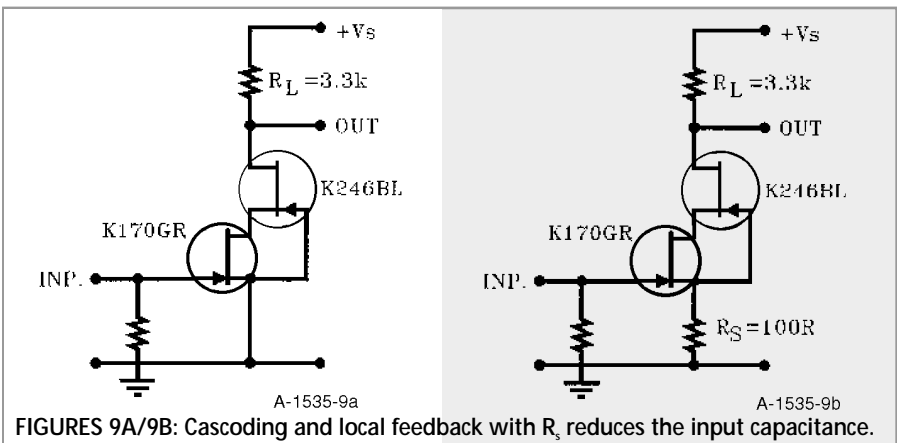 +Vs
R_L=3.3k
OUT
K246BL
K170GR
INP.
A-1535-9a
+Vs
R_L=3.3k
OUT
K246BL
K170GR
INP.
R_S=100R
A-1535-9b
FIGURES 9A/9B: Cascoding and local feedback with R_s reduces the input capacitance.